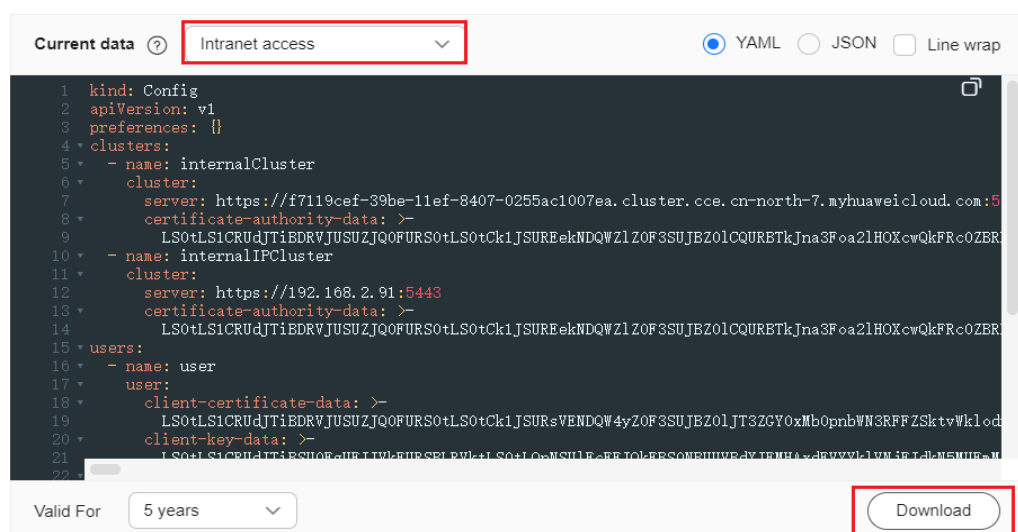 Current data ? Intranet access YAML JSON Line wrap
1 kind: Config
2 apiVersion: v1
3 preferences: {}
4 clusters:
5 - name: internalCluster
6 cluster:
7 server: https://f7119cef-39be-11ef-8407-0255ac1007ea.cluster.cce.cn-north-7.myhuaweicloud.com:5
8 certificate-authority-data: >-
9
10 - name: internalIPCluster
11 cluster:
12 server: https://192.168.2.91:5443
13 certificate-authority-data: >-
14
15 users:
16 - name: user
17 user:
18 client-certificate-data: >-
19
20 client-key-data: >-
21
22
Valid For 5 years Download